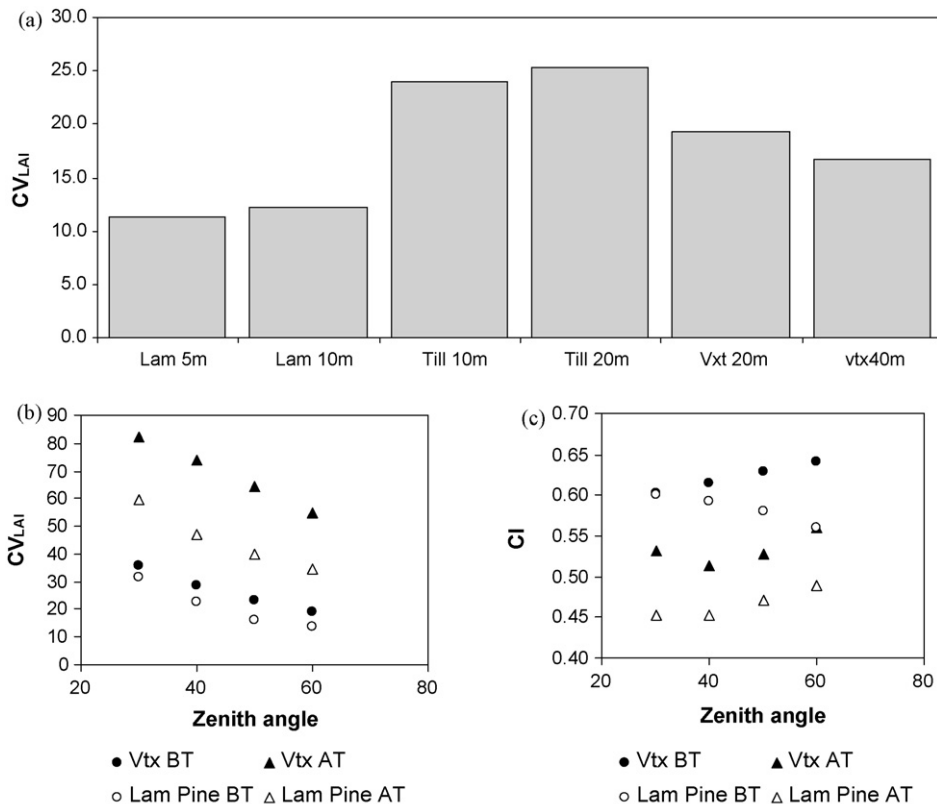 (a)
30.0
25.0
20.0
15.0
10.0
5.0
0.0
CVLAI
Lam 5m Lam 10m Till 10m Till 20m Vxt 20m vtx40m
(b)
90
80
70
60
50
40
30
20
10
0
CVLAI
20 40 60 80
Zenith angle
● Vtx BT ▲ Vtx AT
○ Lam Pine BT △ Lam Pine AT
(c)
0.70
0.65
0.60
0.55
0.50
0.45
0.40
CI
20 40 60 80
Zenith angle
● Vtx BT ▲ Vtx AT
○ Lam Pine BT △ Lam Pine AT